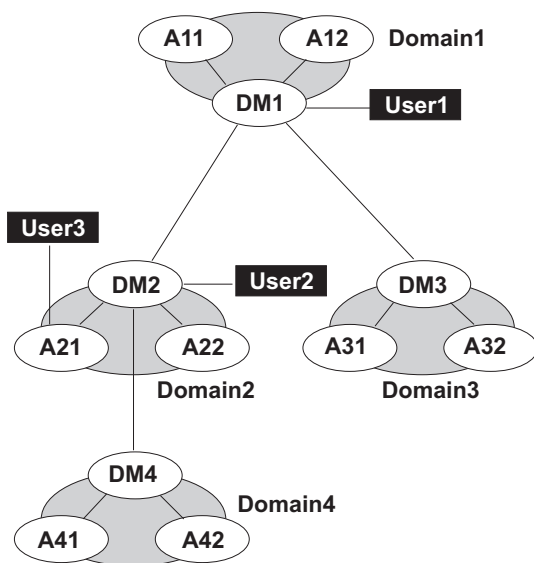 A11 A12 Domain1
DM1 User1
User3
DM2 User2 DM3
A21 A22 A31 A32
Domain2 Domain3
DM4
Domain4
A41 A42